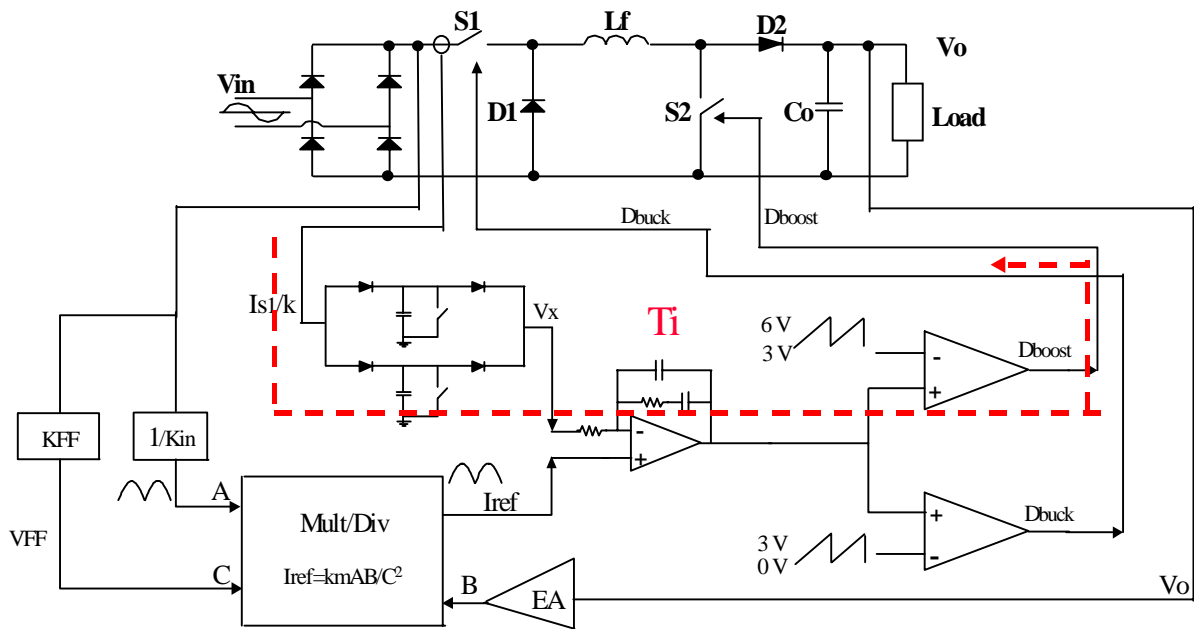 S1
Lf
D2
Vo
Vin
D1
S2
Co
Load
Dbuck
Dboost
Is1/k
Vx
Ti
6 V
3 V
-
+
Dboost
KFF
1/Kin
-
+
A
Iref
VFF
Mult/Div
Iref=kmAB/C²
C
B
EA
+
-
Dbuck
3 V
0 V
Vo